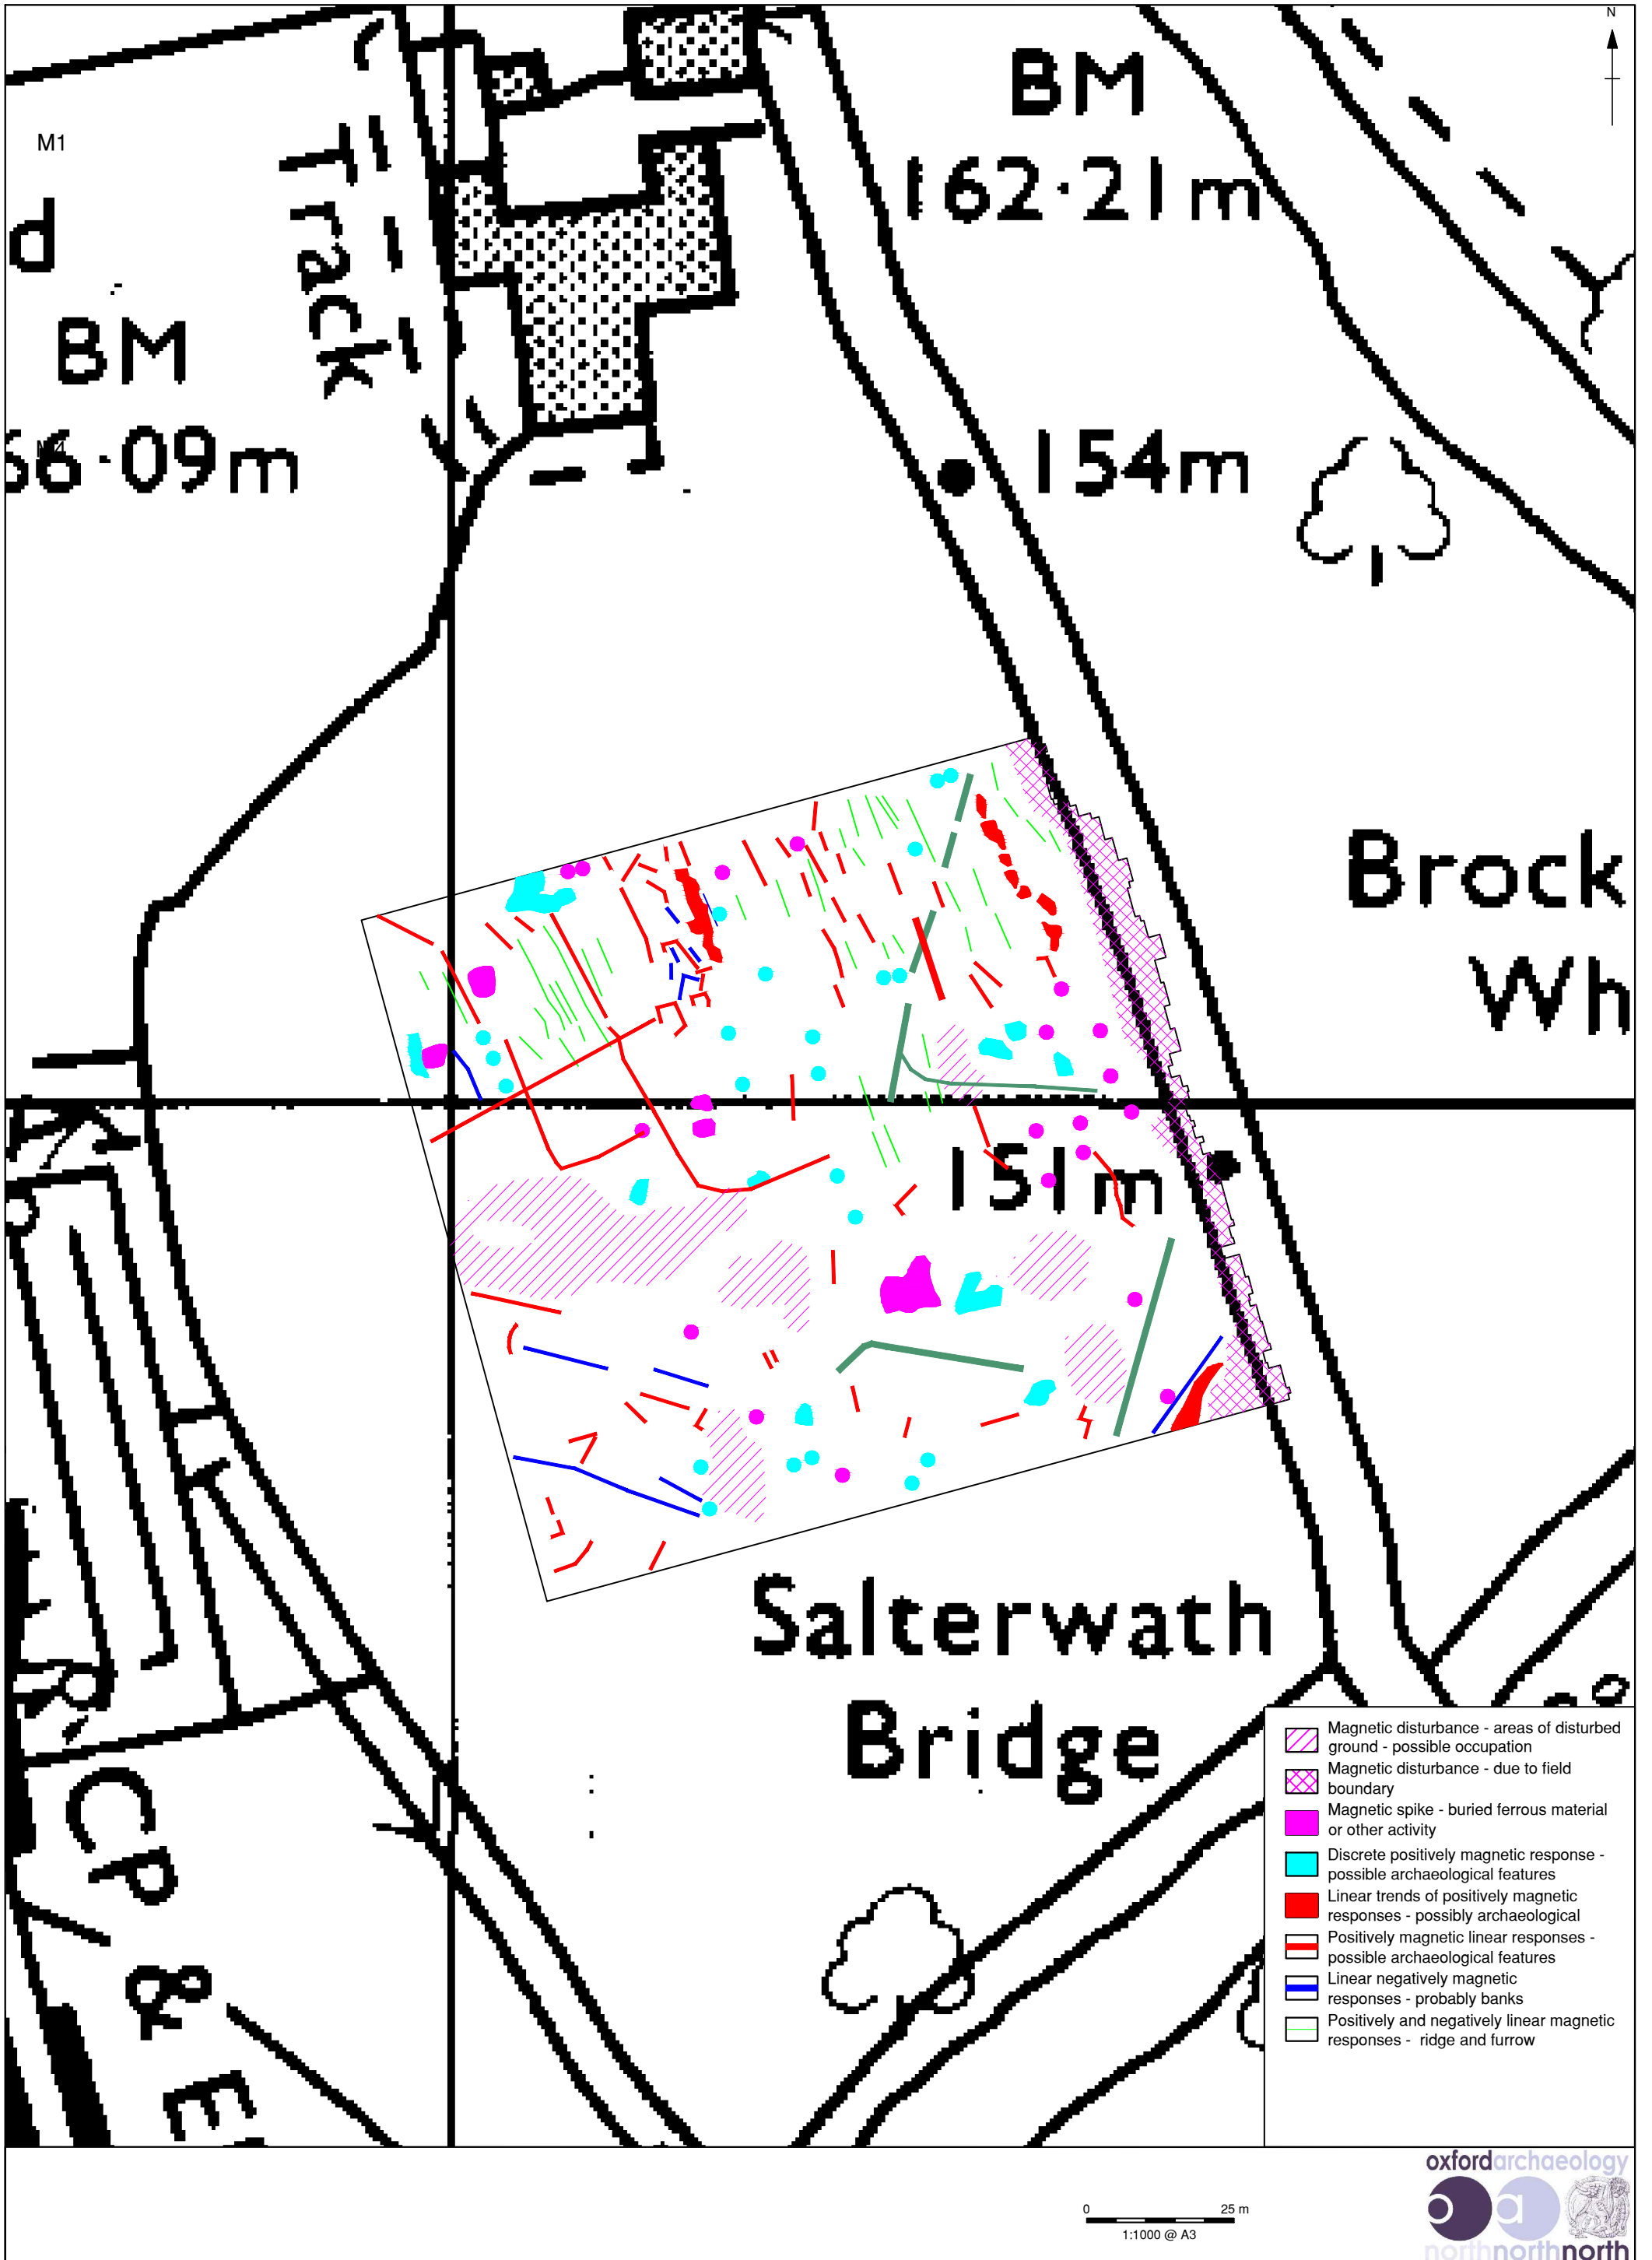 N
BM
162·21m
M1
Track
d
BM
66·09m
154m
Brock
Wh
151m
Salterwath
Bridge
Cp &
Magnetic disturbance - areas of disturbed
ground - possible occupation
Magnetic disturbance - due to field
boundary
Magnetic spike - buried ferrous material
or other activity
Discrete positively magnetic response -
possible archaeological features
Linear trends of positively magnetic
responses - possibly archaeological
Positively magnetic linear responses -
possible archaeological features
Linear negatively magnetic
responses - probably banks
Positively and negatively linear magnetic
responses - ridge and furrow
0 25 m
1:1000 @ A3
oxfordarchaeology
o a
northnorthnorth